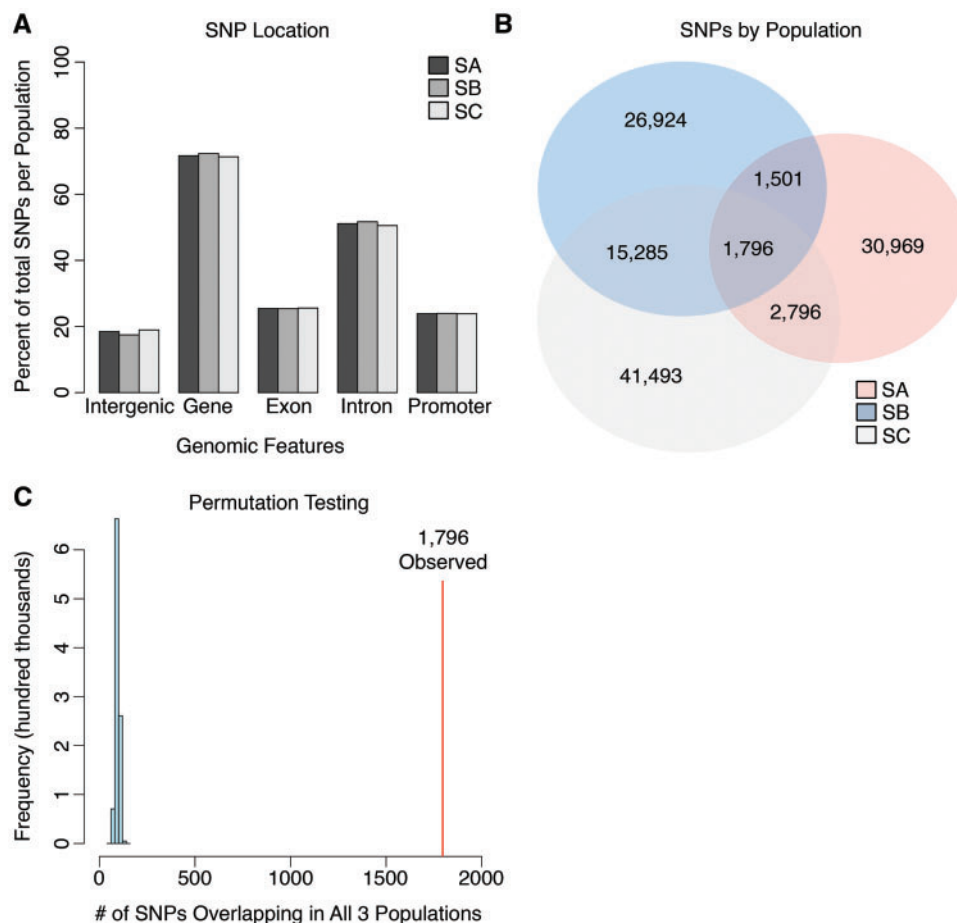 A
SNP Location
Percent of total SNPs per Population
100
80
60
40
20
0
SA
SB
SC
Intergenic Gene Exon Intron Promoter
Genomic Features
B
SNPs by Population
26,924
1,501
15,285
1,796
30,969
2,796
41,493
SA
SB
SC
C
Permutation Testing
Frequency (hundred thousands)
6
5
4
3
2
1
0
1,796
Observed
0 500 1000 1500 2000
# of SNPs Overlapping in All 3 Populations